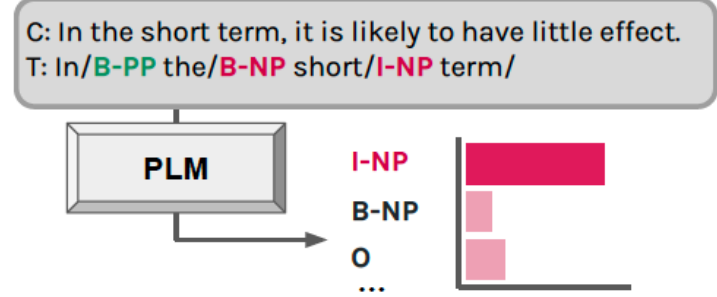 C: In the short term, it is likely to have little effect.
T: In/B-PP the/B-NP short/I-NP term/
PLM
I-NP
B-NP
O
...